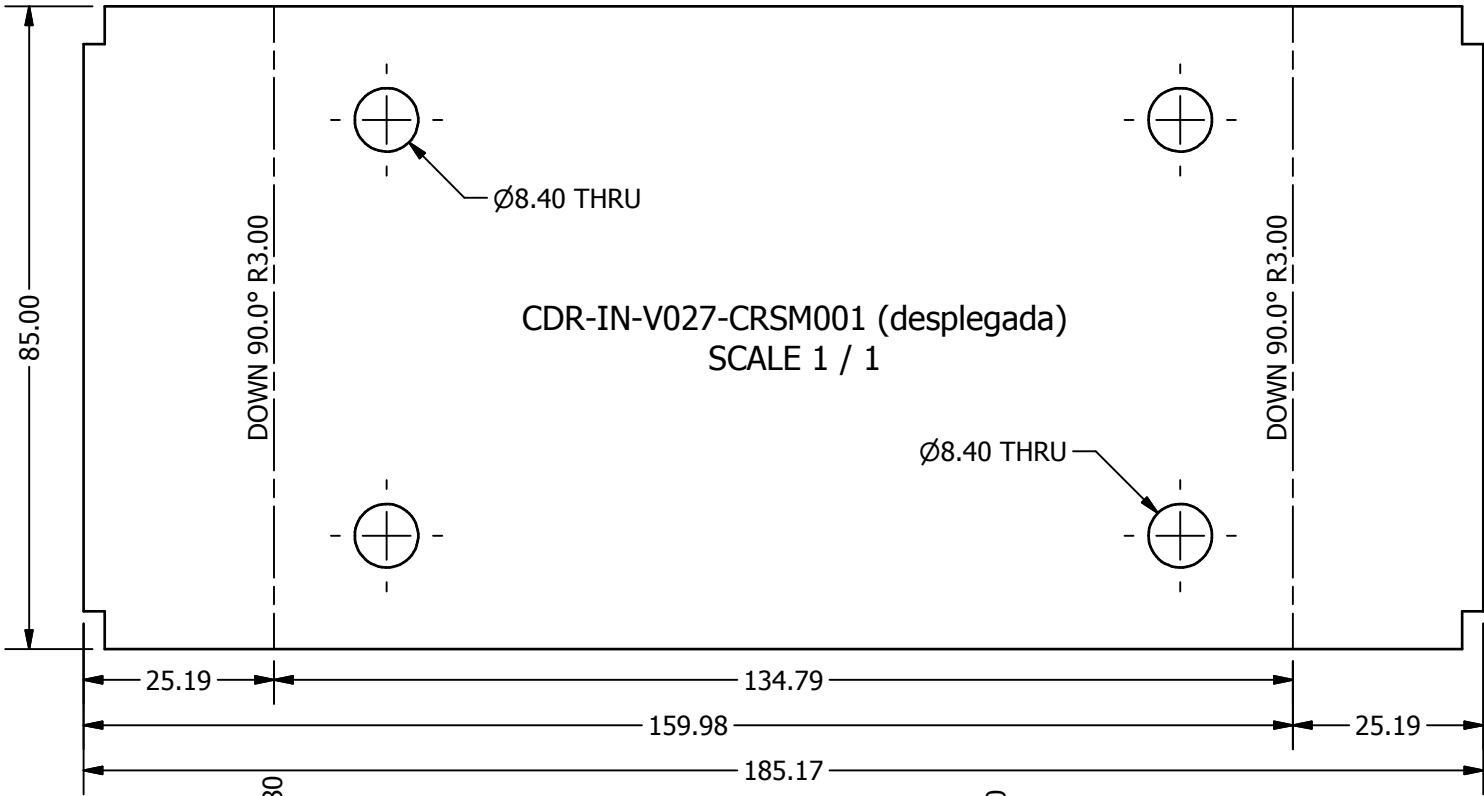 Ø8.40 THRU
85.00
DOWN 90.0° R3.00
DOWN 90.0° R3.00
CDR-IN-V027-CRSM001 (desplegada)
SCALE 1 / 1
Ø8.40 THRU
25.19
134.79
159.98
25.19
185.17